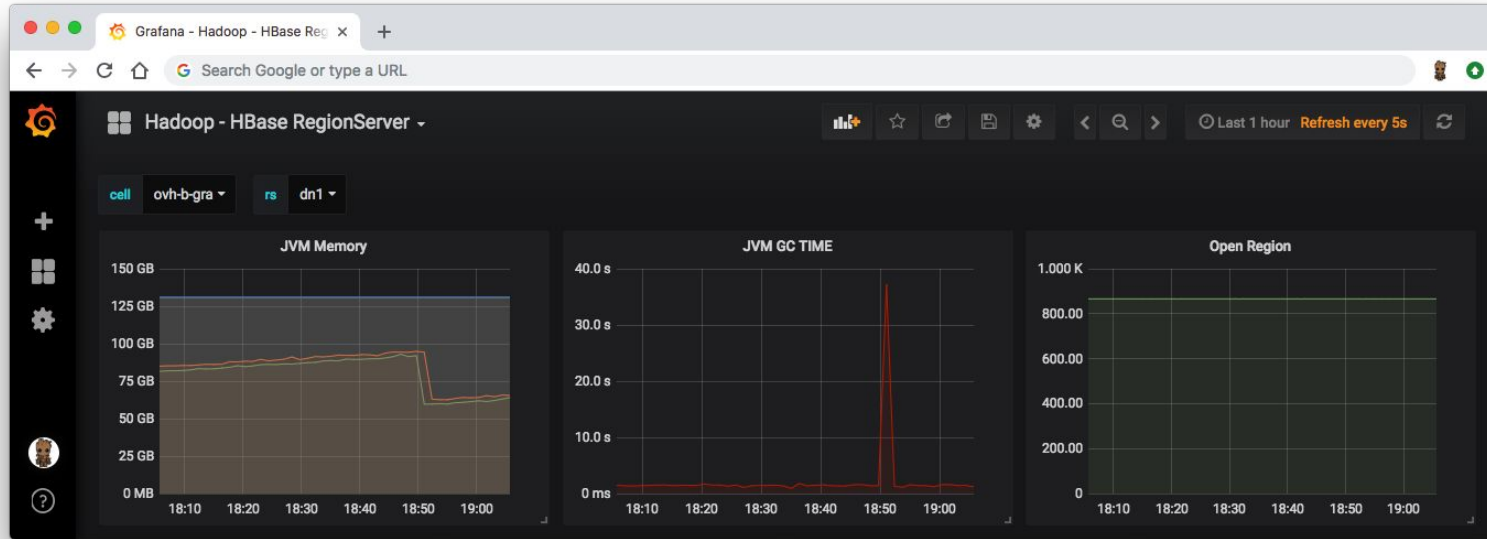 Grafana - Hadoop - HBase Reg
Search Google or type a URL
Hadoop - HBase RegionServer
Last 1 hour Refresh every 5s
cell ovh-b-gra rs dn1
JVM Memory
150 GB
125 GB
100 GB
75 GB
50 GB
25 GB
0 MB
18:10 18:20 18:30 18:40 18:50 19:00
JVM GC TIME
40.0 s
30.0 s
20.0 s
10.0 s
0 ms
18:10 18:20 18:30 18:40 18:50 19:00
Open Region
1.000 K
800.00
600.00
400.00
200.00
0
18:10 18:20 18:30 18:40 18:50 19:00